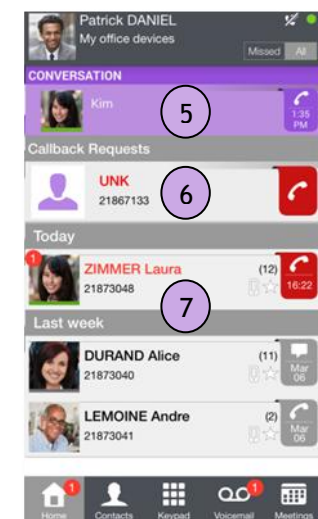 Patrick DANIEL
My office devices
Missed All
CONVERSATION
Kim
5
1:35
PM
Callback Requests
UNK
21867133
6
Today
1
ZIMMER Laura
(12)
21873048
16:22
7
Last week
DURAND Alice
(11)
21873040
Mar
06
LEMOINE Andre
(2)
21873041
Mar
06
1
1
Home Contacts Keypad Voicemail Meetings